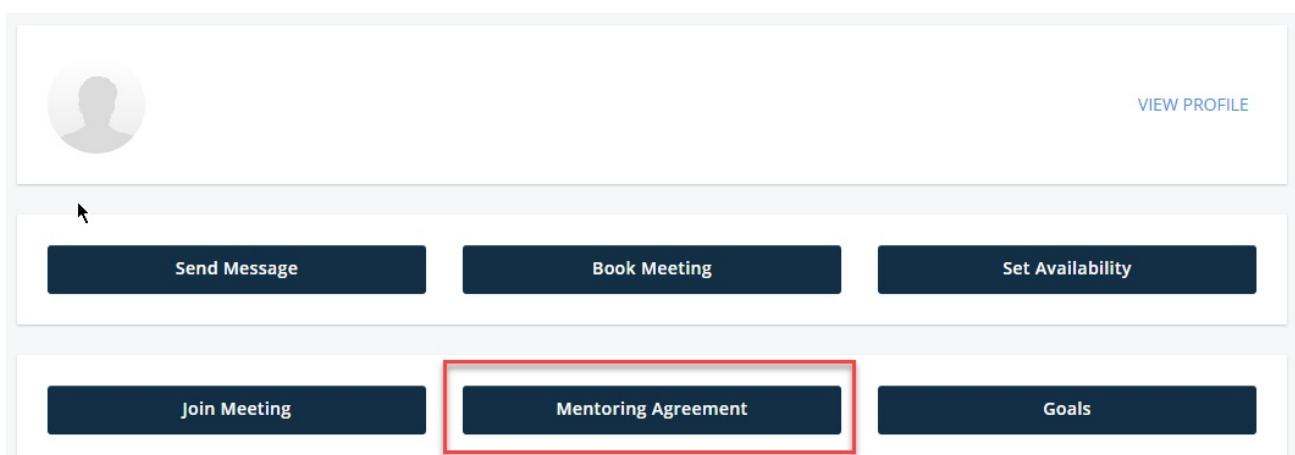 VIEW PROFILE
Send Message
Book Meeting
Set Availability
Join Meeting
Mentoring Agreement
Goals